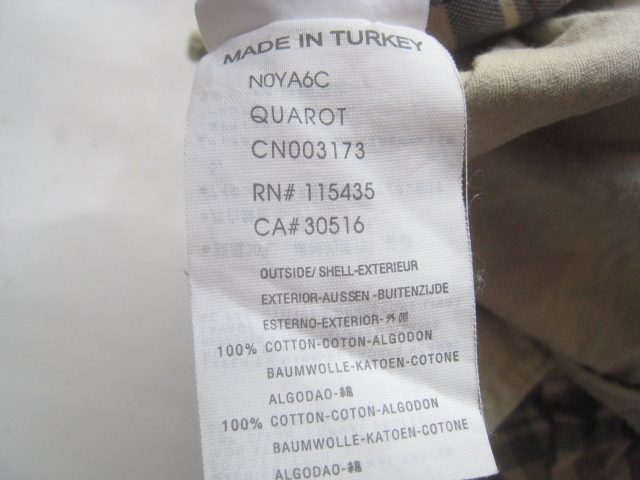 MADE IN TURKEY
N0YA6C
QUAROT
CN003173
RN# 115435
CA# 30516
OUTSIDE/ SHELL-EXTERIEUR
EXTERIOR-AUSSEN -BUITENZIJDE
ESTERNO-EXTERIOR-外側
100% COTTON-COTON-ALGODON
BAUMWOLLE-KATOEN-COTONE
ALGODAO-綿
100% COTTON-COTON-ALGODON
BAUMWOLLE-KATOEN-COTONE
ALGODAO-綿